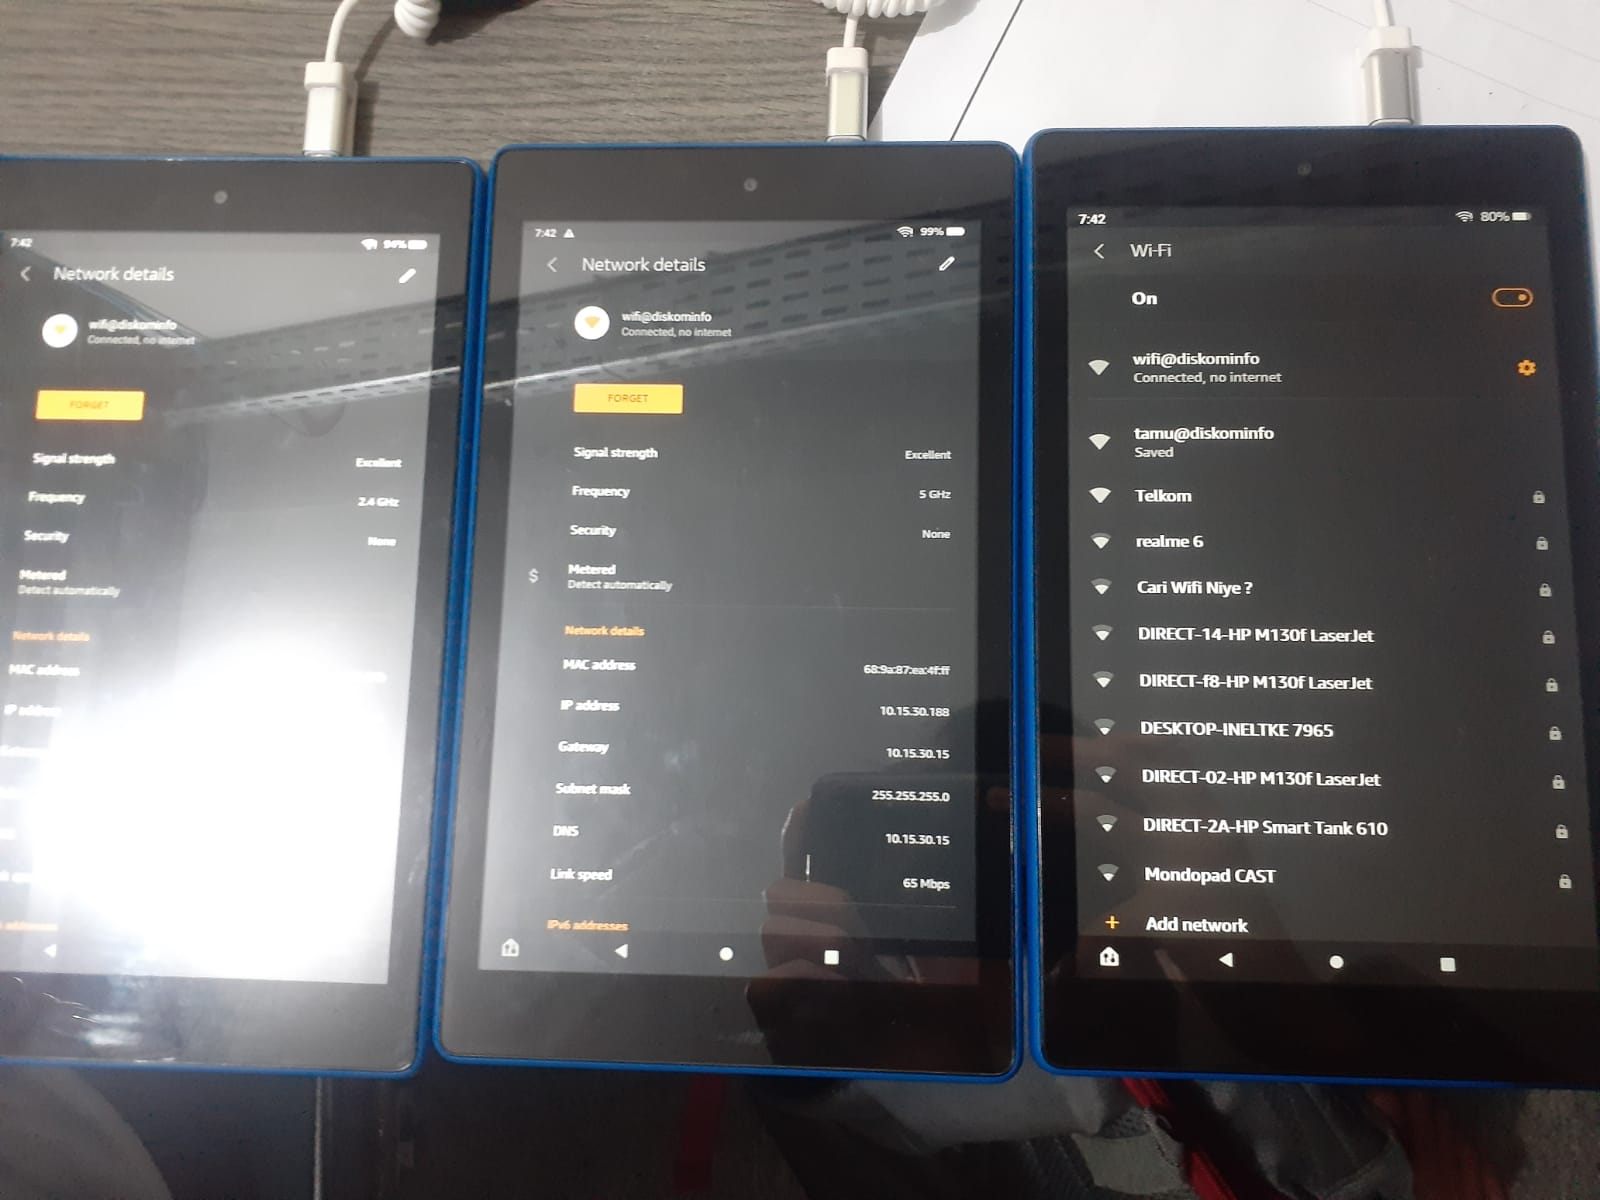 7:42
94%
Network details
wifi@diskominfo
Connected, no internet
FORGET
Signal strength
Excellent
Frequency
2.4 GHz
Security
None
Metered
Detect automatically
Network details
MAC address
IP address
7:42
99%
Network details
wifi@diskominfo
Connected, no internet
FORGET
Signal strength
Excellent
Frequency
5 GHz
Security
None
$
Metered
Detect automatically
Network details
MAC address
68:9a:87:ea:4f:ff
IP address
10.15.30.188
Gateway
10.15.30.15
Subnet mask
255.255.255.0
DNS
10.15.30.15
Link speed
65 Mbps
IPv6 addresses
7:42
80%
Wi-Fi
On
wifi@diskominfo
Connected, no internet
tamu@diskominfo
Saved
Telkom
realme 6
Cari Wifi Niye ?
DIRECT-14-HP M130f LaserJet
DIRECT-f8-HP M130f LaserJet
DESKTOP-INELTKE 7965
DIRECT-02-HP M130f LaserJet
DIRECT-2A-HP Smart Tank 610
Mondopad CAST
+ Add network